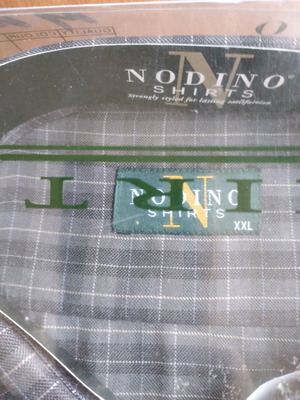 NODINO
SHIRTS
Strongly styled for lasting satisfaction
NODINO
SHIRTS
XXL